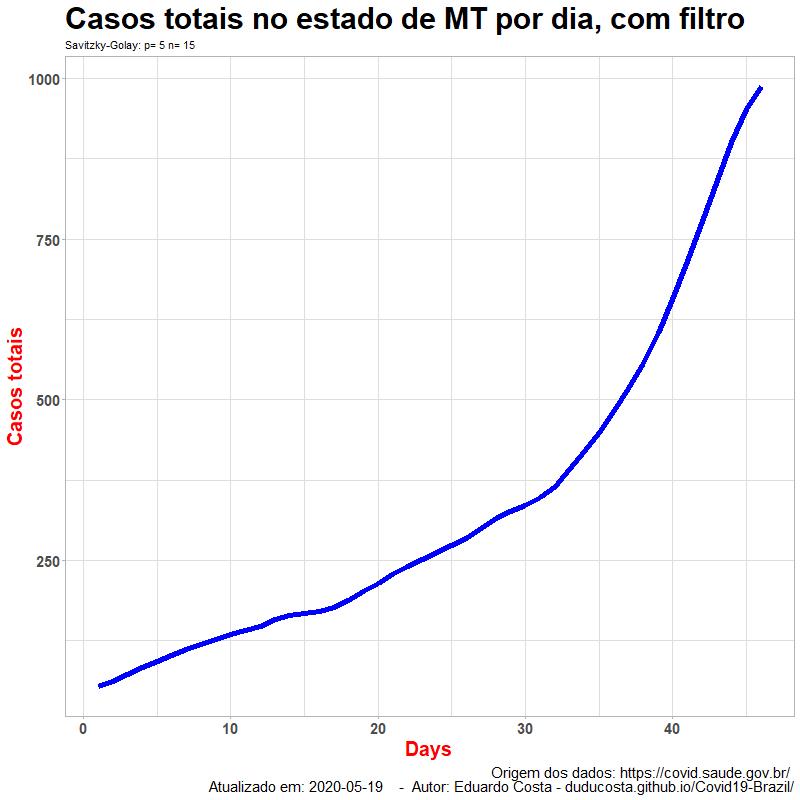 Casos totais no estado de MT por dia, com filtro
Savitzky-Golay: p= 5 n= 15
1000
750
500
250
Casos totais
0 10 20 30 40
Days
Origem dos dados: https://covid.saude.gov.br/
Atualizado em: 2020-05-19 - Autor: Eduardo Costa - duducosta.github.io/Covid19-Brazil/